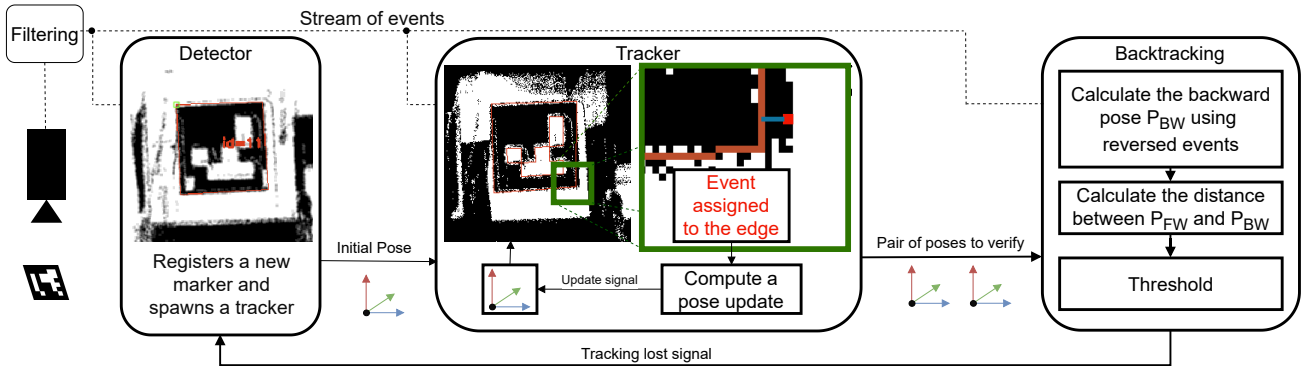 Filtering
Stream of events
Detector
id=11
Registers a new
marker and
spawns a tracker
Initial Pose
Tracker
Event
assigned
to the edge
Compute a
pose update
Update signal
Pair of poses to verify
Backtracking
Calculate the backward
pose P_BW using
reversed events
Calculate the distance
between P_FW and P_BW
Threshold
Tracking lost signal